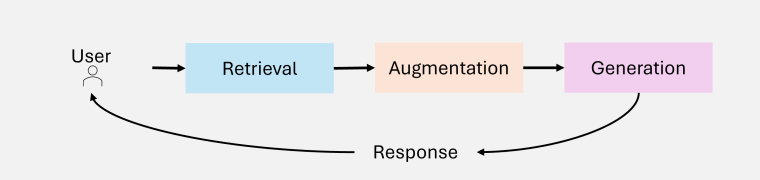 User
Retrieval
Augmentation
Generation
Response